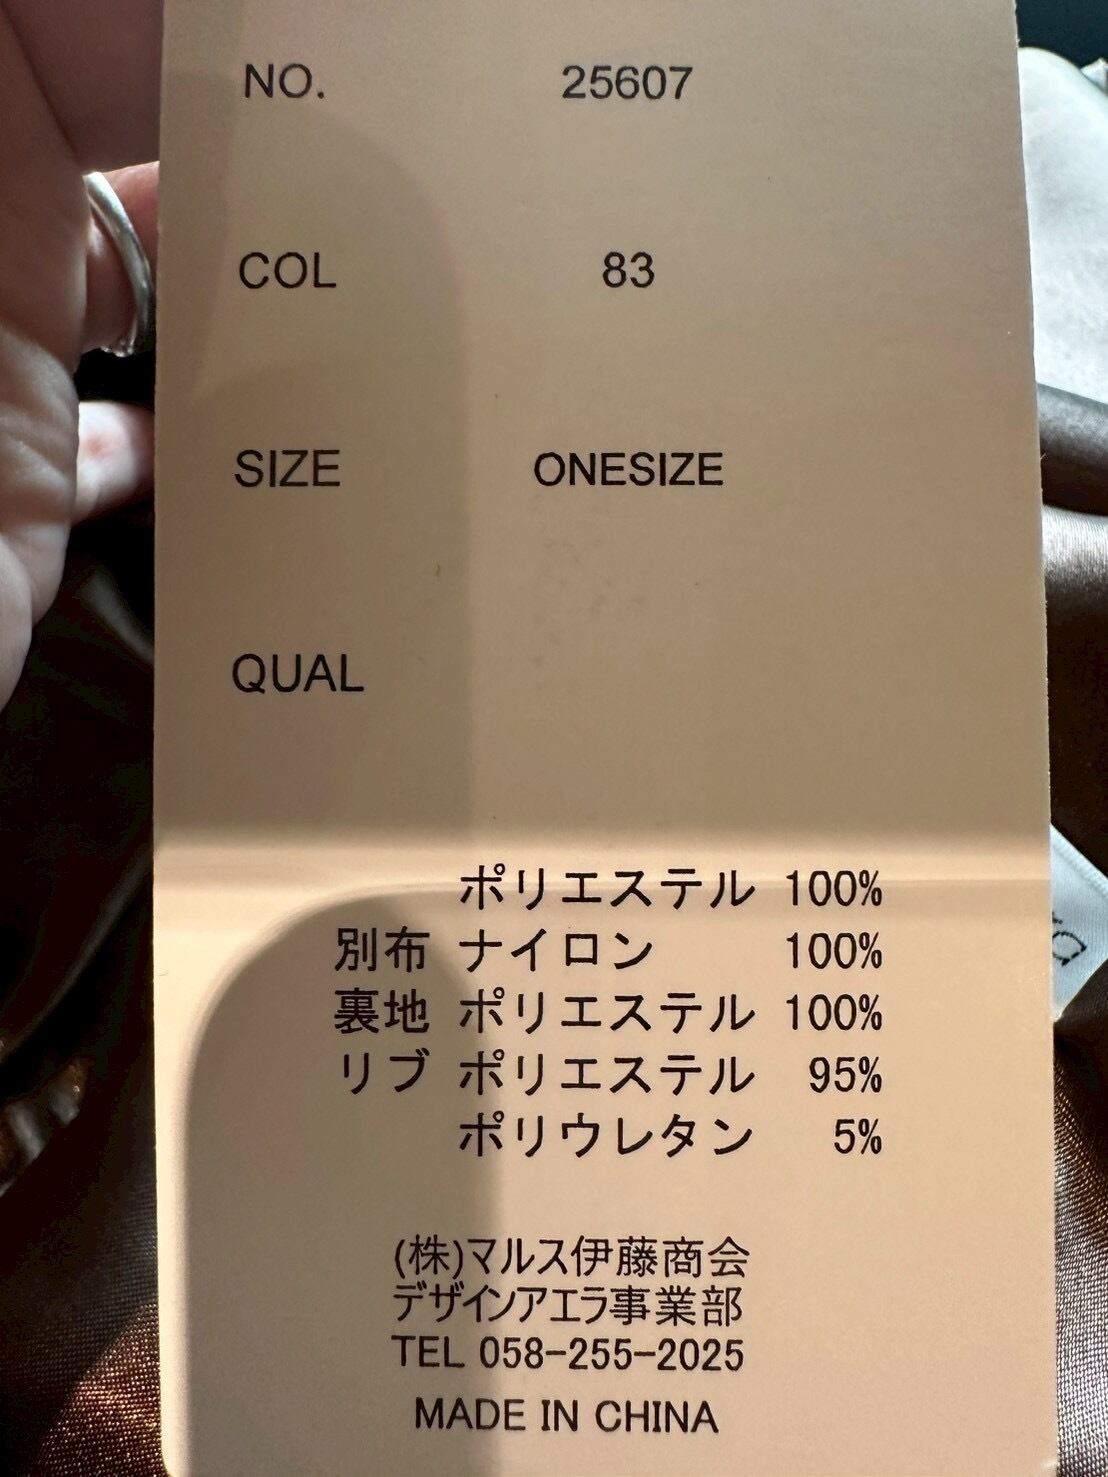 NO. 25607
COL 83
SIZE ONESIZE
QUAL
ポリエステル 100%
別布 ナイロン 100%
裏地 ポリエステル 100%
リブ ポリエステル 95%
ポリウレタン 5%
(株)マルス伊藤商会
デザインアエラ事業部
TEL 058-255-2025
MADE IN CHINA